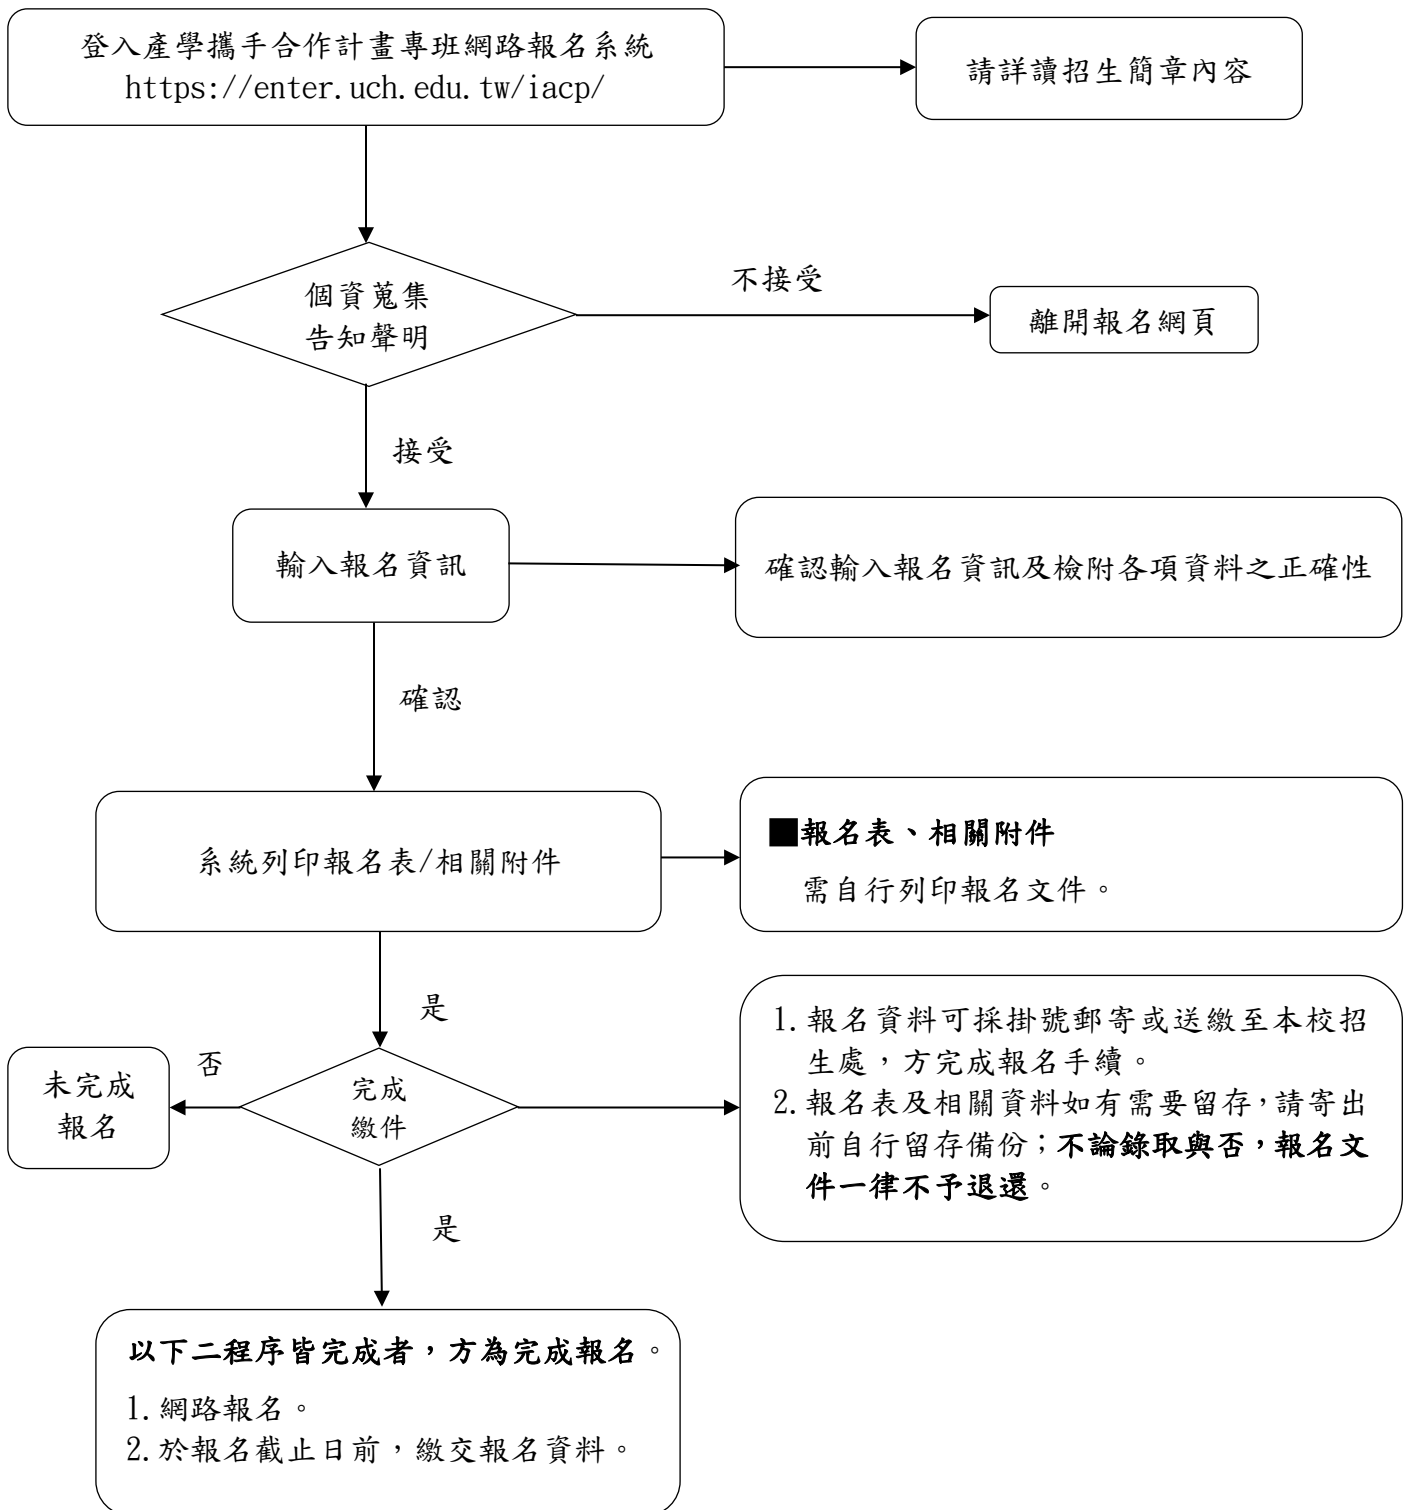 登入產學攜手合作計畫專班網路報名系統
https://enter.uch.edu.tw/iacp/
請詳讀招生簡章內容
個資蒐集
告知聲明
不接受
離開報名網頁
接受
輸入報名資訊
確認輸入報名資訊及檢附各項資料之正確性
確認
系統列印報名表/相關附件
■報名表、相關附件
需自行列印報名文件。
是
否
未完成
報名
完成
繳件
1. 報名資料可採掛號郵寄或送繳至本校招
生處，方完成報名手續。
2. 報名表及相關資料如有需要留存，請寄出
前自行留存備份；不論錄取與否，報名文
件一律不予退還。
是
以下二程序皆完成者，方為完成報名。
1. 網路報名。
2. 於報名截止日前，繳交報名資料。